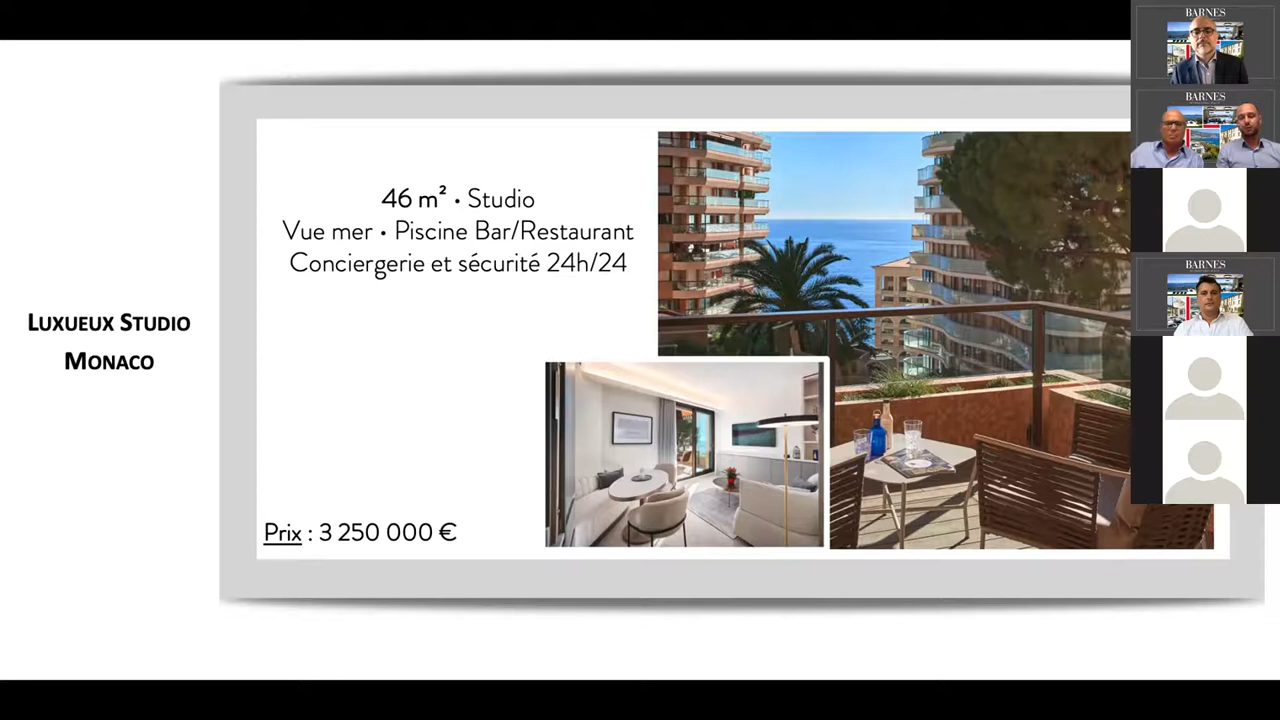 Luxueux Studio
Monaco
46 m² • Studio
Vue mer • Piscine Bar/Restaurant
Conciergerie et sécurité 24h/24
Prix : 3 250 000 €
BARNES
BARNES
BARNES